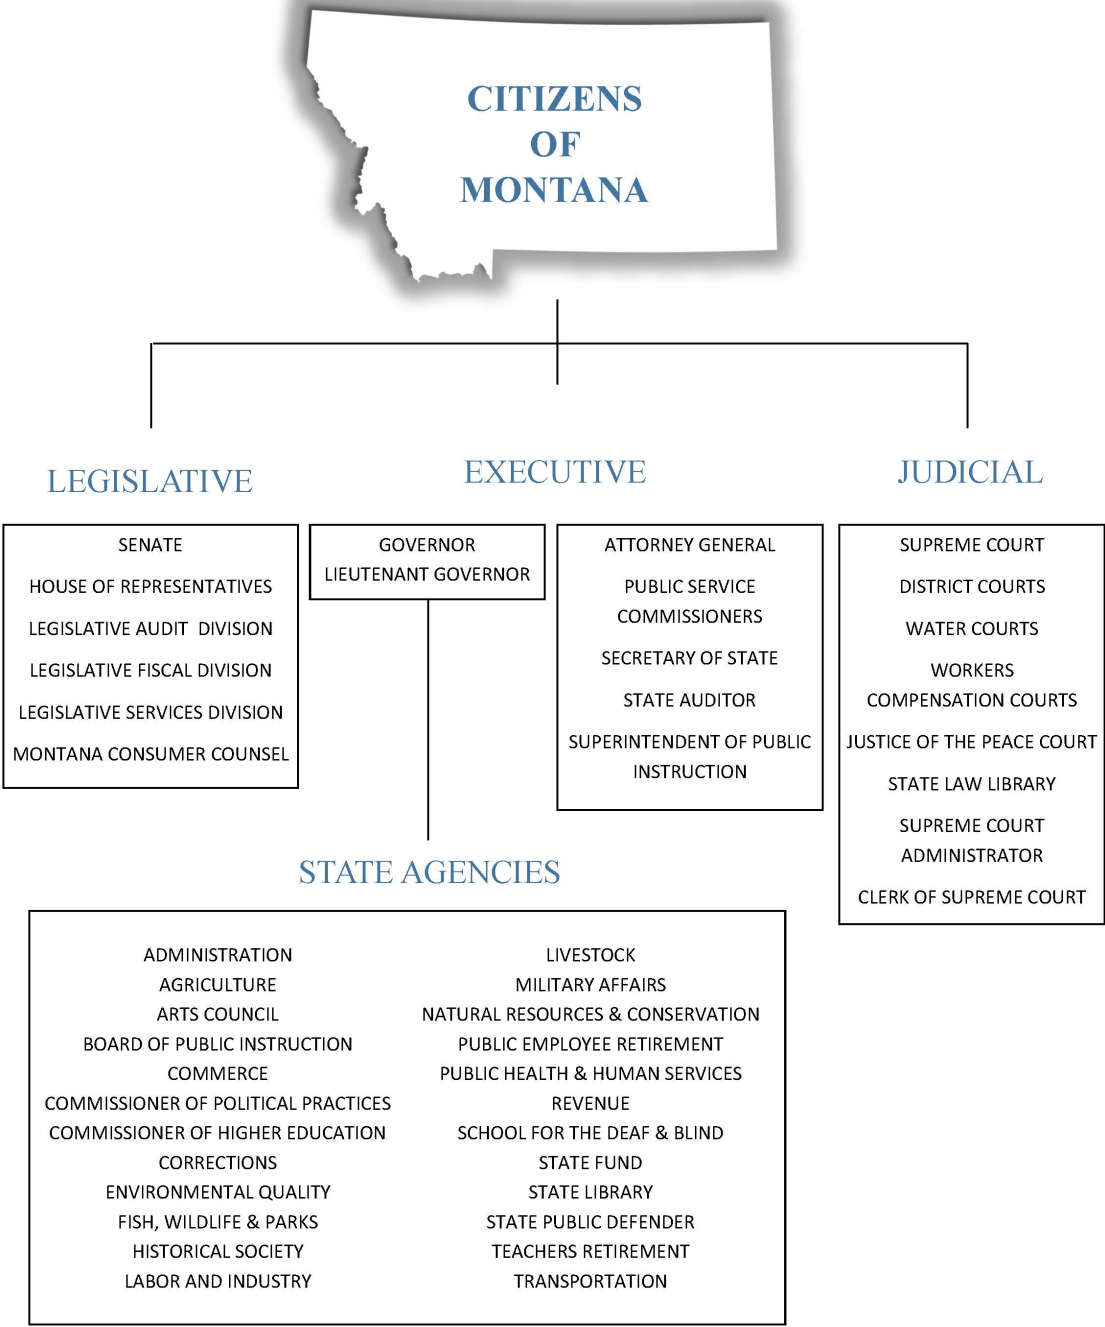 CITIZENS
OF
MONTANA
LEGISLATIVE
EXECUTIVE
JUDICIAL
SENATE
HOUSE OF REPRESENTATIVES
LEGISLATIVE AUDIT DIVISION
LEGISLATIVE FISCAL DIVISION
LEGISLATIVE SERVICES DIVISION
MONTANA CONSUMER COUNSEL
GOVERNOR
LIEUTENANT GOVERNOR
ATTORNEY GENERAL
PUBLIC SERVICE
COMMISSIONERS
SECRETARY OF STATE
STATE AUDITOR
SUPERINTENDENT OF PUBLIC
INSTRUCTION
SUPREME COURT
DISTRICT COURTS
WATER COURTS
WORKERS
COMPENSATION COURTS
JUSTICE OF THE PEACE COURT
STATE LAW LIBRARY
SUPREME COURT
ADMINISTRATOR
CLERK OF SUPREME COURT
STATE AGENCIES
ADMINISTRATION
AGRICULTURE
ARTS COUNCIL
BOARD OF PUBLIC INSTRUCTION
COMMERCE
COMMISSIONER OF POLITICAL PRACTICES
COMMISSIONER OF HIGHER EDUCATION
CORRECTIONS
ENVIRONMENTAL QUALITY
FISH, WILDLIFE & PARKS
HISTORICAL SOCIETY
LABOR AND INDUSTRY
LIVESTOCK
MILITARY AFFAIRS
NATURAL RESOURCES & CONSERVATION
PUBLIC EMPLOYEE RETIREMENT
PUBLIC HEALTH & HUMAN SERVICES
REVENUE
SCHOOL FOR THE DEAF & BLIND
STATE FUND
STATE LIBRARY
STATE PUBLIC DEFENDER
TEACHERS RETIREMENT
TRANSPORTATION